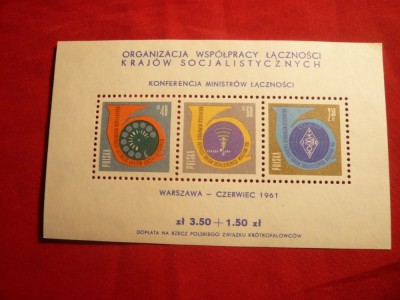 ORGANIZACJA WSPÓŁPRACY ŁĄCZNOŚCI
KRAJÓW SOCJALISTYCZNYCH
KONFERENCJA MINISTRÓW ŁĄCZNOŚCI
POLSKA
POLSKA
POLSKA
WARSZAWA – CZERWIEC 1961
zł 3.50 + 1.50 zł
DOPŁATA NA RZECZ POLSKIEGO ZWIĄZKU KRÓTKOFALOWCÓW